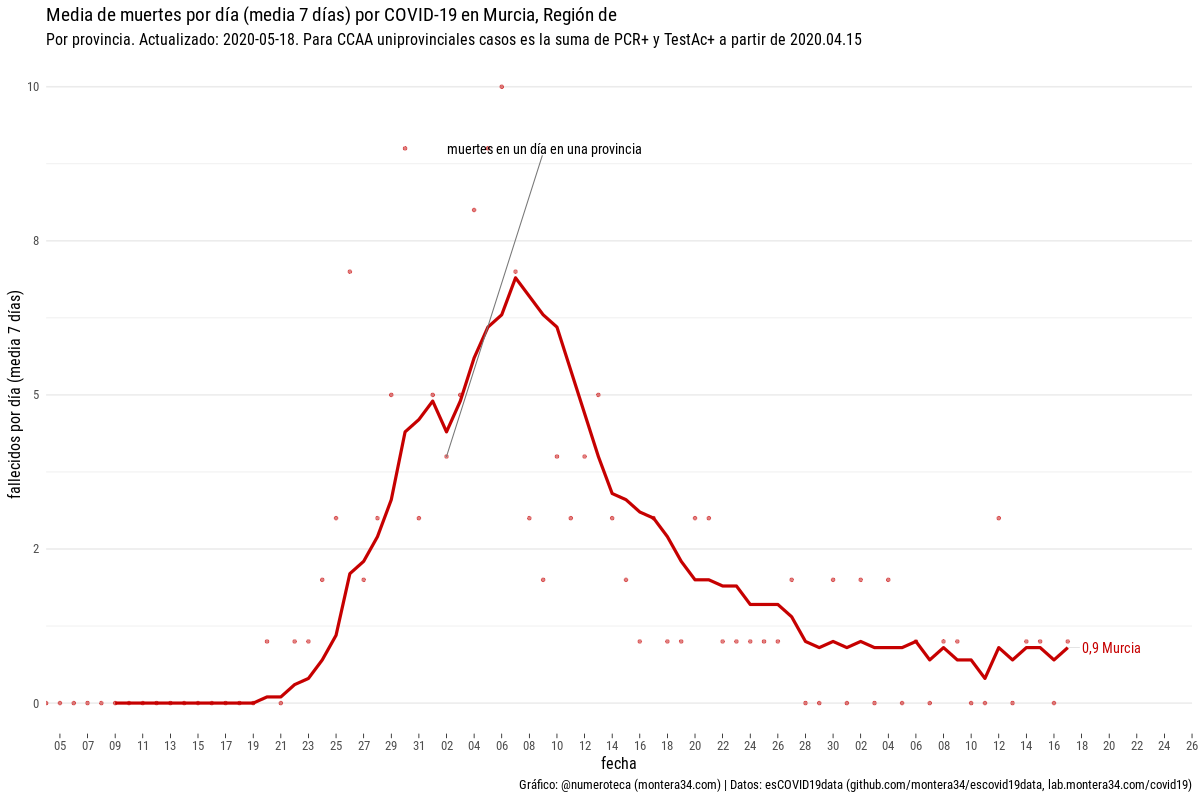 Media de muertes por día (media 7 días) por COVID-19 en Murcia, Región de
Por provincia. Actualizado: 2020-05-18. Para CCAA uniprovinciales casos es la suma de PCR+ y TestAc+ a partir de 2020.04.15
10
muertes en un día en una provincia
8
fallecidos por día (media 7 días)
5
2
0,9 Murcia
0
05 07 09 11 13 15 17 19 21 23 25 27 29 31 02 04 06 08 10 12 14 16 18 20 22 24 26 28 30 02 04 06 08 10 12 14 16 18 20 22 24 26
fecha
Gráfico: @numeroteca (montera34.com) | Datos: esCOVID19data (github.com/montera34/escovid19data, lab.montera34.com/covid19)